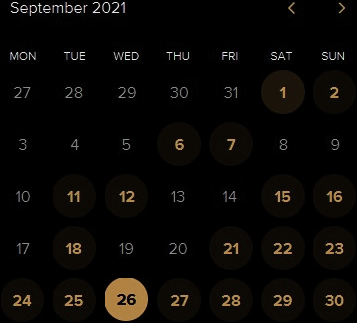 September 2021 < >
MON TUE WED THU FRI SAT SUN
27 28 29 30 31 1 2
3 4 5 6 7 8 9
10 11 12 13 14 15 16
17 18 19 20 21 22 23
24 25 26 27 28 29 30